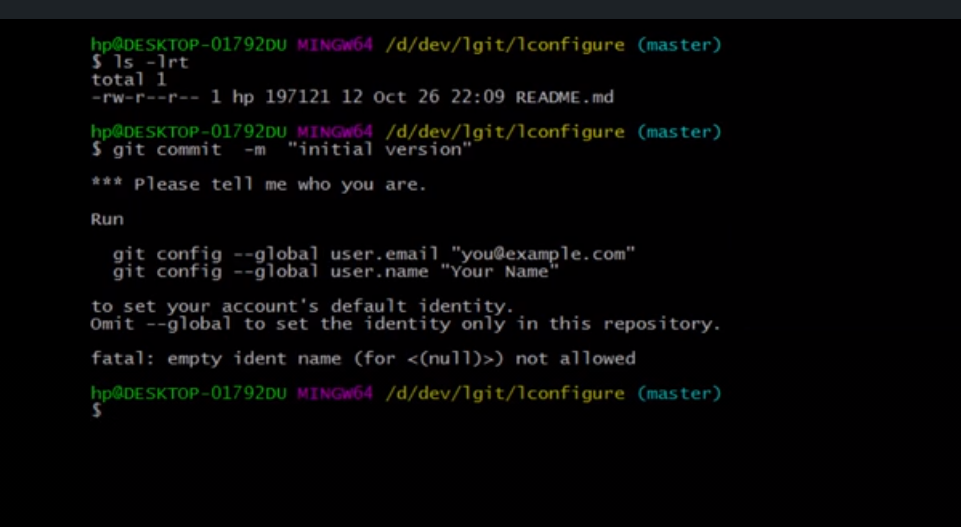 hp@DESKTOP-01792DU MINGW64 /d/dev/lgit/lconfigure (master)
$ ls -lrt
total 1
-rw-r--r-- 1 hp 197121 12 Oct 26 22:09 README.md
hp@DESKTOP-01792DU MINGW64 /d/dev/lgit/lconfigure (master)
$ git commit  -m  "initial version"
*** Please tell me who you are.
Run
  git config --global user.email "you@example.com"
  git config --global user.name "Your Name"
to set your account's default identity.
Omit --global to set the identity only in this repository.
fatal: empty ident name (for <(null)>) not allowed
hp@DESKTOP-01792DU MINGW64 /d/dev/lgit/lconfigure (master)
$